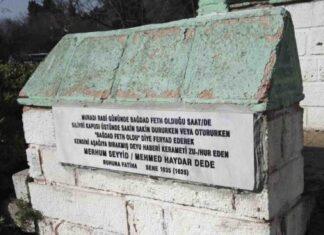 MURADI RABİ GÜNÜNDE BAĞDAD FETH OLDUĞU SAAT/DE
SİLİVRİ KAPUSI ÜSTÜNDE SAKİN SAKİN DURURKEN VEYA OTURURKEN
"BAĞDAD FETH OLDU" DİYE FERYAD EDEREK
KENDİNİ AŞAĞIYA BIRAKMIŞ DEYU HABERİ KERAMETİ ZU-/HUR EDEN
MERHUM SEYYİD / MEHMED HAYDAR DEDE
RUHUNA FATİHA SENE 1035 (1625)